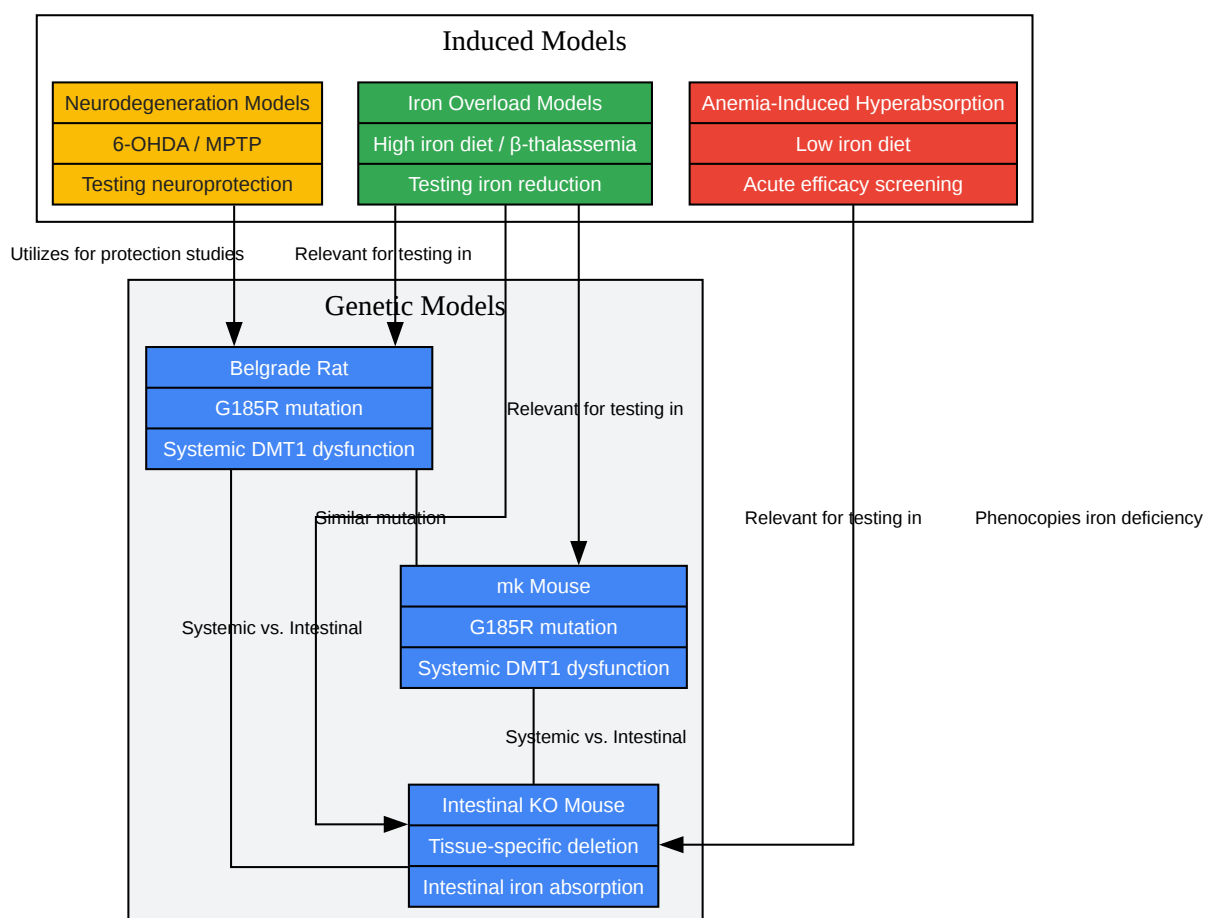 Induced Models
Neurodegeneration Models
6-OHDA / MPTP
Testing neuroprotection
Iron Overload Models
High iron diet / β-thalassemia
Testing iron reduction
Anemia-Induced Hyperabsorption
Low iron diet
Acute efficacy screening
Utilizes for protection studies
Relevant for testing in
Genetic Models
Belgrade Rat
G185R mutation
Systemic DMT1 dysfunction
Relevant for testing in
Similar mutation
Relevant for testing in
Phenocopies iron deficiency
mk Mouse
G185R mutation
Systemic DMT1 dysfunction
Systemic vs. Intestinal
Systemic vs. Intestinal
Intestinal KO Mouse
Tissue-specific deletion
Intestinal iron absorption